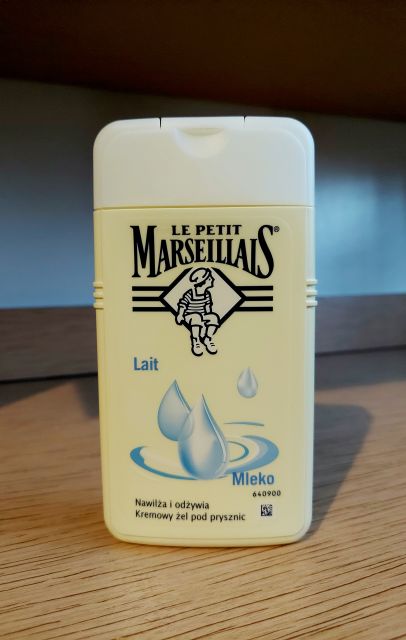 LE PETIT
MARSEILLAIS®
Lait
Mleko
640900
Nawilża i odżywia
Kremowy żel pod prysznic